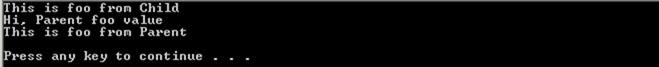 This is foo from Child
Hi, Parent foo value
This is foo from Parent
Press any key to continue . . .